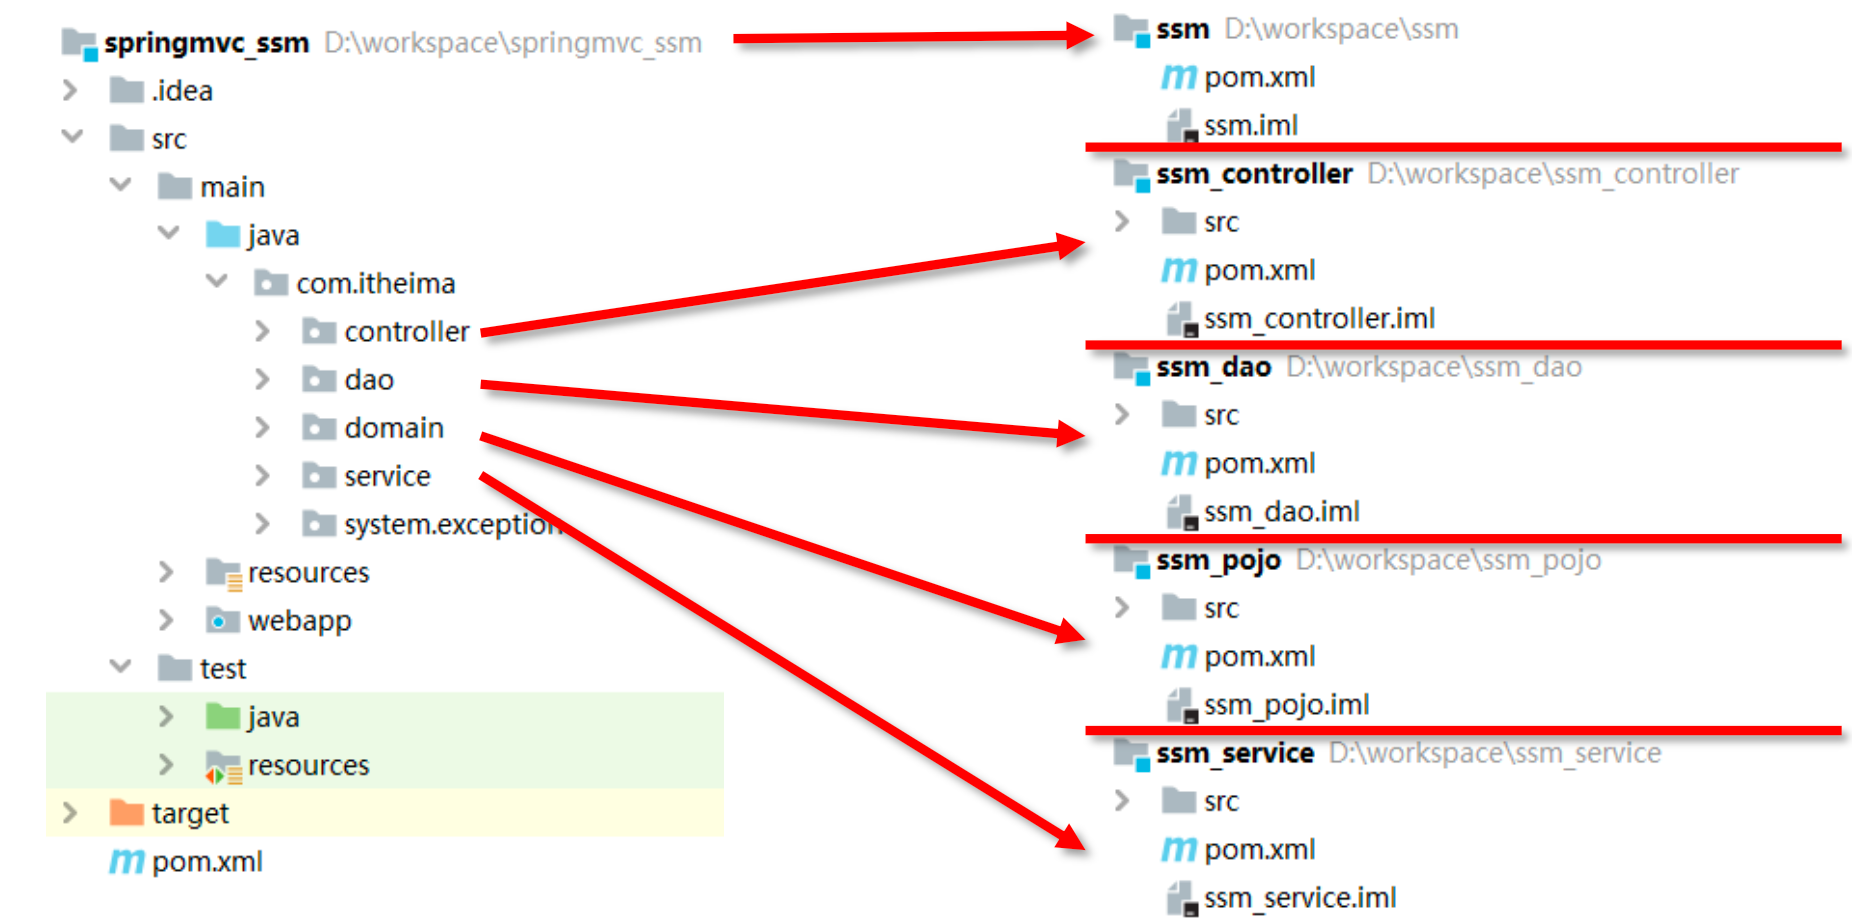 springmvc_ssm D:\workspace\springmvc_ssm
.idea
src
main
java
com.itheima
controller
dao
domain
service
system.exception
resources
webapp
test
java
resources
target
pom.xml
ssm D:\workspace\ssm
pom.xml
ssm.iml
ssm_controller D:\workspace\ssm_controller
src
pom.xml
ssm_controller.iml
ssm_dao D:\workspace\ssm_dao
src
pom.xml
ssm_dao.iml
ssm_pojo D:\workspace\ssm_pojo
src
pom.xml
ssm_pojo.iml
ssm_service D:\workspace\ssm_service
src
pom.xml
ssm_service.iml